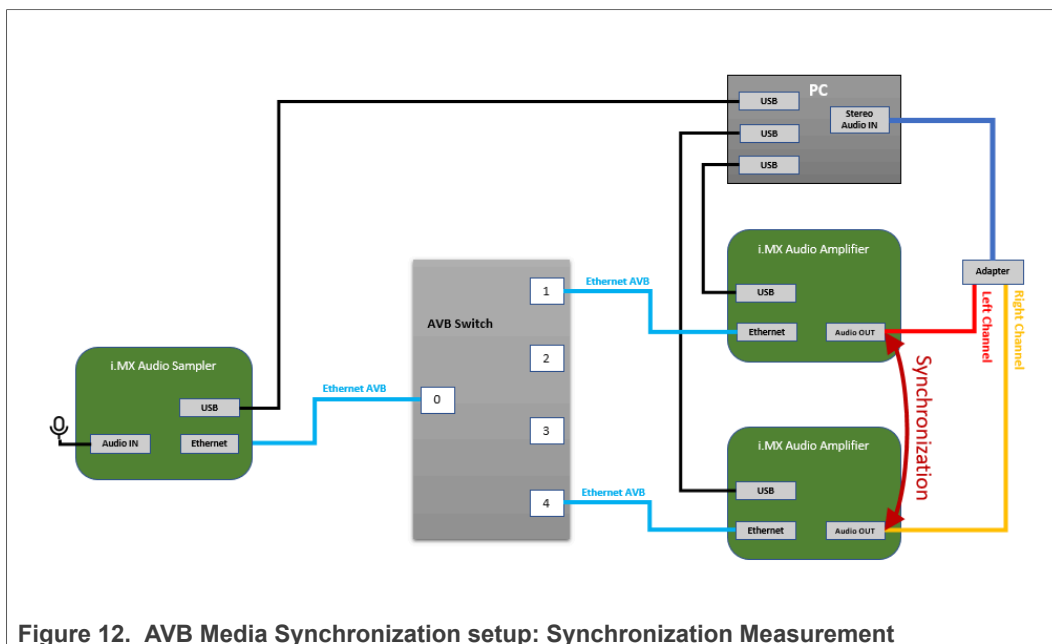 PC
USB
Stereo
Audio IN
USB
USB
i.MX Audio Amplifier
Adapter
USB
Ethernet AVB
1
Ethernet
Audio OUT
Left Channel
Right Channel
AVB Switch
2
i.MX Audio Sampler
Ethernet AVB
0
USB
Synchronization
3
Audio IN
Ethernet
i.MX Audio Amplifier
USB
Ethernet AVB
4
Ethernet
Audio OUT
Figure 12. AVB Media Synchronization setup: Synchronization Measurement